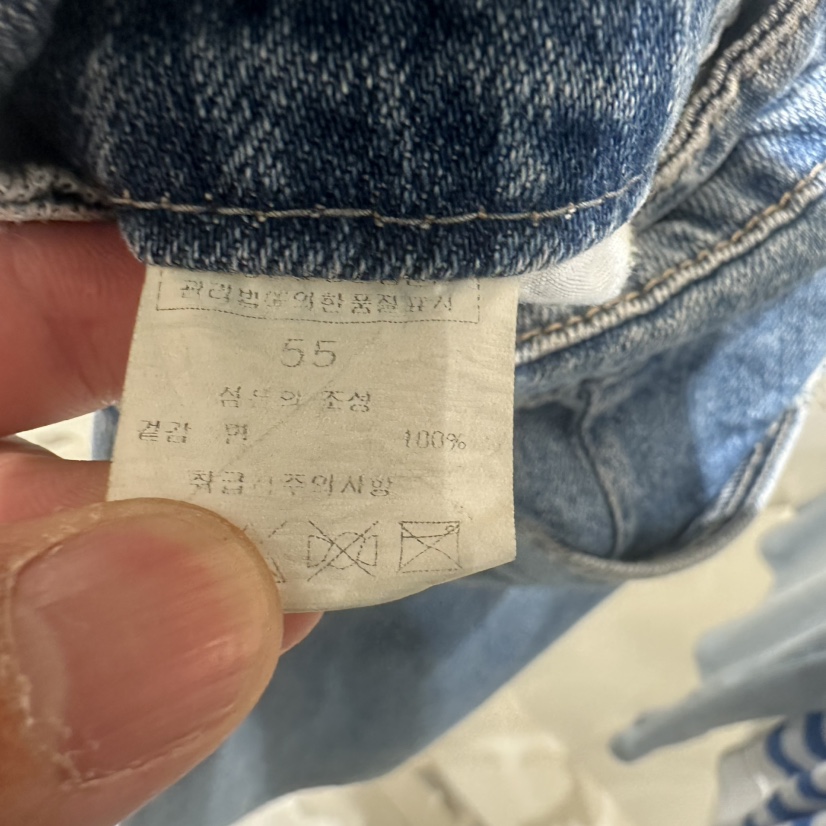 관리법에의한품질표시
55
섬유의 조성
겉감 면 100%
취급시주의사항